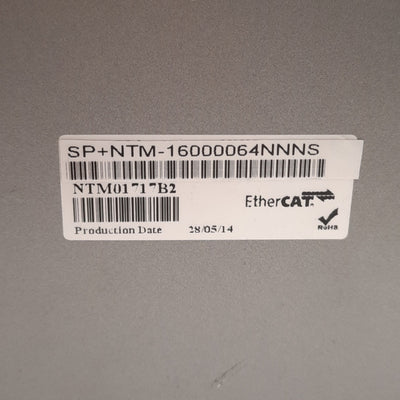 SP+NTM-16000064NNNS
NTM01717B2
EtherCAT
RoHS
Production Date 28/05/14